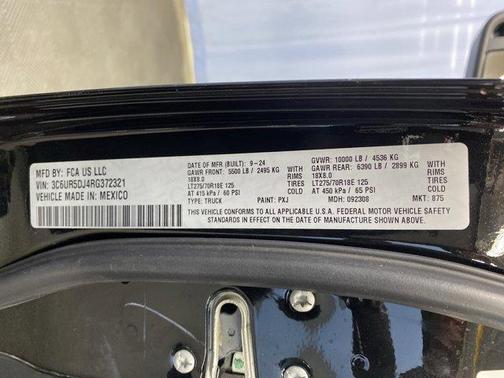 MFD BY: FCA US LLC
VIN: 3C6UR5DJ4RG372321
VEHICLE MADE IN: MEXICO
DATE OF MFR (BUILT): 9-24
GAWR FRONT: 5500 LB / 2495 KG WITH
18X8.0 RIMS
LT275/70R18E 125 TIRES
AT 415 kPa / 60 PSI COLD
TYPE: TRUCK PAINT: PXJ
GVWR: 10000 LB / 4536 KG
GAWR REAR: 6390 LB / 2899 KG WITH
18X8.0 RIMS
LT275/70R18E 125 TIRES
AT 450 kPa / 65 PSI COLD
MDH: 092308 MKT: 875
THIS VEHICLE CONFORMS TO ALL APPLICABLE U.S.A. FEDERAL MOTOR VEHICLE SAFETY
STANDARDS IN EFFECT ON THE DATE OF MANUFACTURE SHOWN ABOVE.